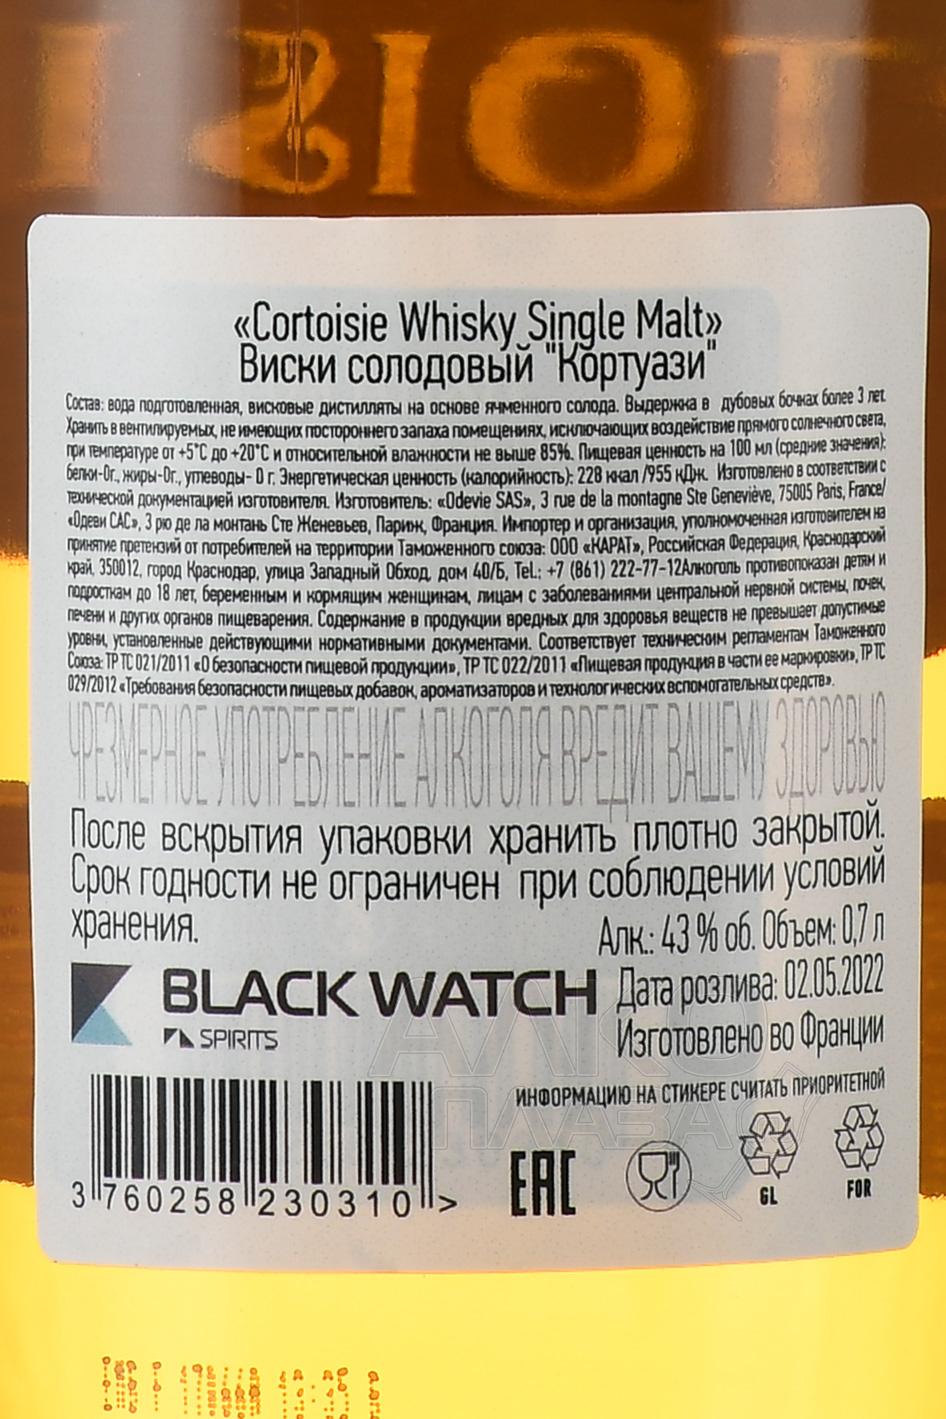 TOIS
«Cortoisie Whisky Single Malt»
Виски солодовый "Кортуази"
Состав: вода подготовленная, висковые дистилляты на основе ячменного солода. Выдержка в дубовых бочках более 3 лет.
Хранить в вентилируемых, не имеющих постороннего запаха помещениях, исключающих воздействие прямого солнечного света,
при температуре от +5°С до +20°С и относительной влажности не выше 85%. Пищевая ценность на 100 мл (средние значения):
белки-0г., жиры-0г., углеводы- 0 г. Энергетическая ценность (калорийность): 228 ккал /955 кДж. Изготовлено в соответствии с
технической документацией изготовителя. Изготовитель: «Odevie SAS», 3 rue de la montagne Ste Geneviève, 75005 Paris, France/
«Одеви САС», 3 рю де ла монтань Сте Женевьев, Париж, Франция. Импортер и организация, уполномоченная изготовителем на
принятие претензий от потребителей на территории Таможенного союза: ООО «КАРАТ», Российская Федерация, Краснодарский
край, 350012, город Краснодар, улица Западный Обход, дом 40/Б, Tel.: +7 (861) 222-77-12Алкоголь противопоказан детям и
подросткам до 18 лет, беременным и кормящим женщинам, лицам с заболеваниями центральной нервной системы, почек,
печени и других органов пищеварения. Содержание в продукции вредных для здоровья веществ не превышает допустимые
уровни, установленные действующими нормативными документами. Соответствует техническим регламентам Таможенного
Союза: ТР ТС 021/2011 «О безопасности пищевой продукции», ТР ТС 022/2011 «Пищевая продукция в части ее маркировки», ТР ТС
029/2012 «Требования безопасности пищевых добавок, ароматизаторов и технологических вспомогательных средств».
ЧРЕЗМЕРНОЕ УПОТРЕБЛЕНИЕ АЛКОГОЛЯ ВРЕДИТ ВАШЕМУ ЗДОРОВЬЮ
После вскрытия упаковки хранить плотно закрытой.
Срок годности не ограничен при соблюдении условий
хранения.
Алк.: 43 % об. Объем: 0,7 л
BLACK WATCH
SPIRITS
Дата розлива: 02.05.2022
Изготовлено во Франции
ИНФОРМАЦИЮ НА СТИКЕРЕ СЧИТАТЬ ПРИОРИТЕТНОЙ
АЛКО
ПЛАЗА
3 760258 230310 >
EAC
GL
FOR